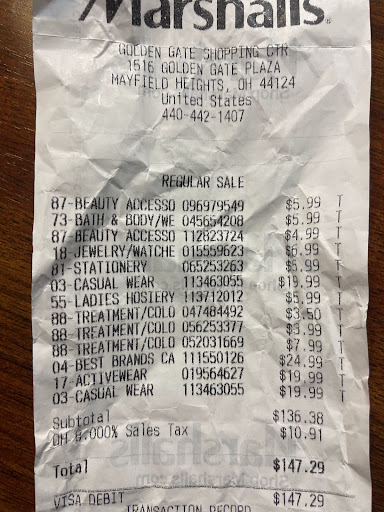 Marshalls
GOLDEN GATE SHOPPING CTR
1516 GOLDEN GATE PLAZA
MAYFIELD HEIGHTS, OH 44124
United States
440-442-1407
REGULAR SALE
87-BEAUTY ACCESSO 096979549 $5.99 T
73-BATH & BODY/WE 045654208 $5.99 T
87-BEAUTY ACCESSO 112823724 $4.99 T
18-JEWELRY/WATCHE 015559623 $6.99 T
81-STATIONERY 065253263 $5.99 T
03-CASUAL WEAR 113463055 $19.99 T
55-LADIES HOSIERY 113712012 $5.99 T
88-TREATMENT/COLO 047484492 $3.50 T
88-TREATMENT/COLO 056253377 $3.99 T
88-TREATMENT/COLO 052031669 $7.99 T
04-BEST BRANDS CA 111550126 $24.99 T
17-ACTIVEWEAR 019564627 $19.99 T
03-CASUAL WEAR 113463055 $19.99 T
Subtotal $136.38
OH 8.000% Sales Tax $10.91
Total $147.29
VISA DEBIT $147.29
TRANSACTION RECORD